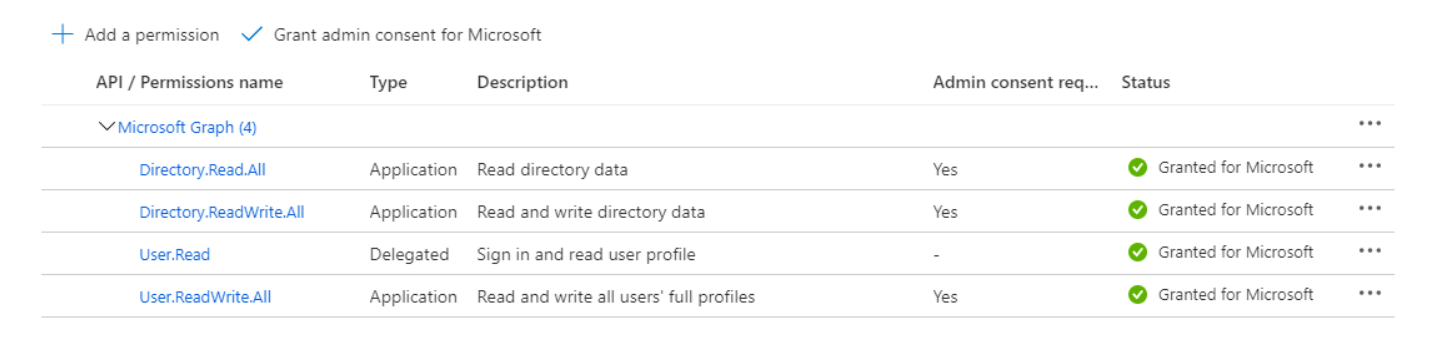 Add a permission Grant admin consent for Microsoft
API / Permissions name Type Description Admin consent req... Status
Microsoft Graph (4) ...
Directory.Read.All Application Read directory data Yes Granted for Microsoft ...
Directory.ReadWrite.All Application Read and write directory data Yes Granted for Microsoft ...
User.Read Delegated Sign in and read user profile - Granted for Microsoft ...
User.ReadWrite.All Application Read and write all users' full profiles Yes Granted for Microsoft ...